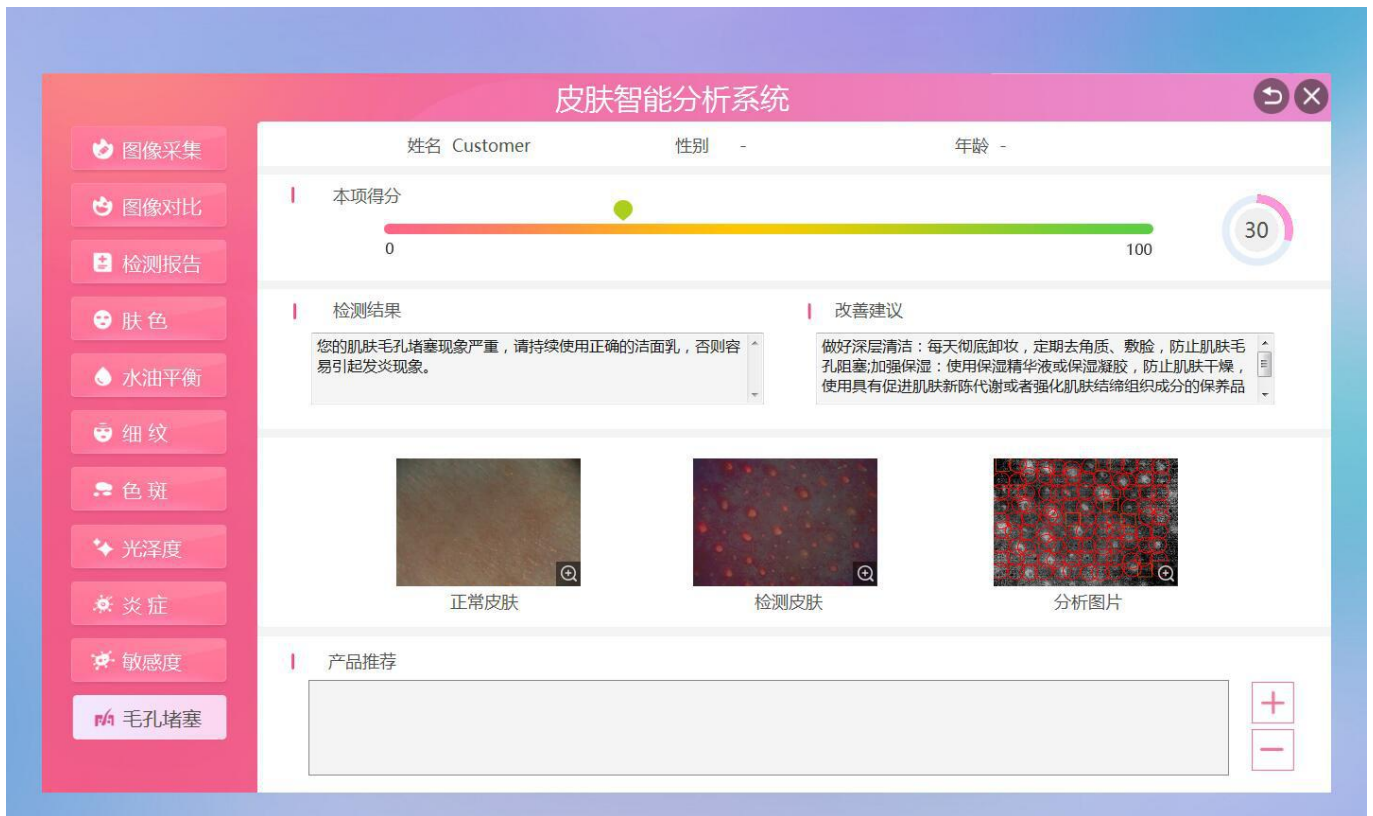 皮肤智能分析系统
图像采集
图像对比
检测报告
肤色
水油平衡
细纹
色斑
光泽度
炎症
敏感度
毛孔堵塞
姓名 Customer 性别 - 年龄 -
本项得分
0 100
30
检测结果
您的肌肤毛孔堵塞现象严重，请持续使用正确的洁面乳，否则容
易引起发炎现象。
改善建议
做好深层清洁：每天彻底卸妆，定期去角质、敷脸，防止肌肤毛
孔阻塞;加强保湿：使用保湿精华液或保湿凝胶，防止肌肤干燥，
使用具有促进肌肤新陈代谢或者强化肌肤结缔组织成分的保养品
正常皮肤
检测皮肤
分析图片
产品推荐